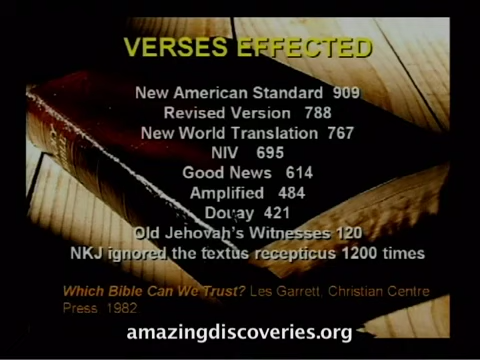 VERSES EFFECTED
New American Standard 909
Revised Version 788
New World Translation 767
NIV 695
Good News 614
Amplified 484
Douay 421
Old Jehovah's Witnesses 120
NKJ ignored the textus recepticus 1200 times
Which Bible Can We Trust? Les Garrett, Christian Centre
Press, 1982
amazingdiscoveries.org